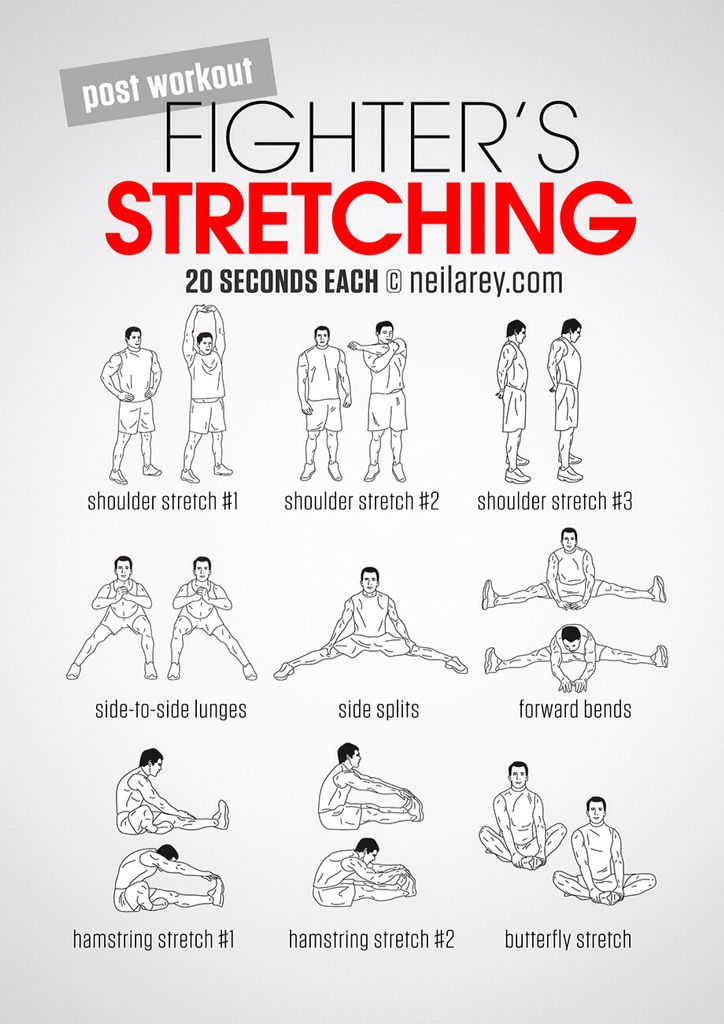 post workout
FIGHTER'S
STRETCHING
20 SECONDS EACH © neilarey.com
shoulder stretch #1
shoulder stretch #2
shoulder stretch #3
side-to-side lunges
side splits
forward bends
hamstring stretch #1
hamstring stretch #2
butterfly stretch